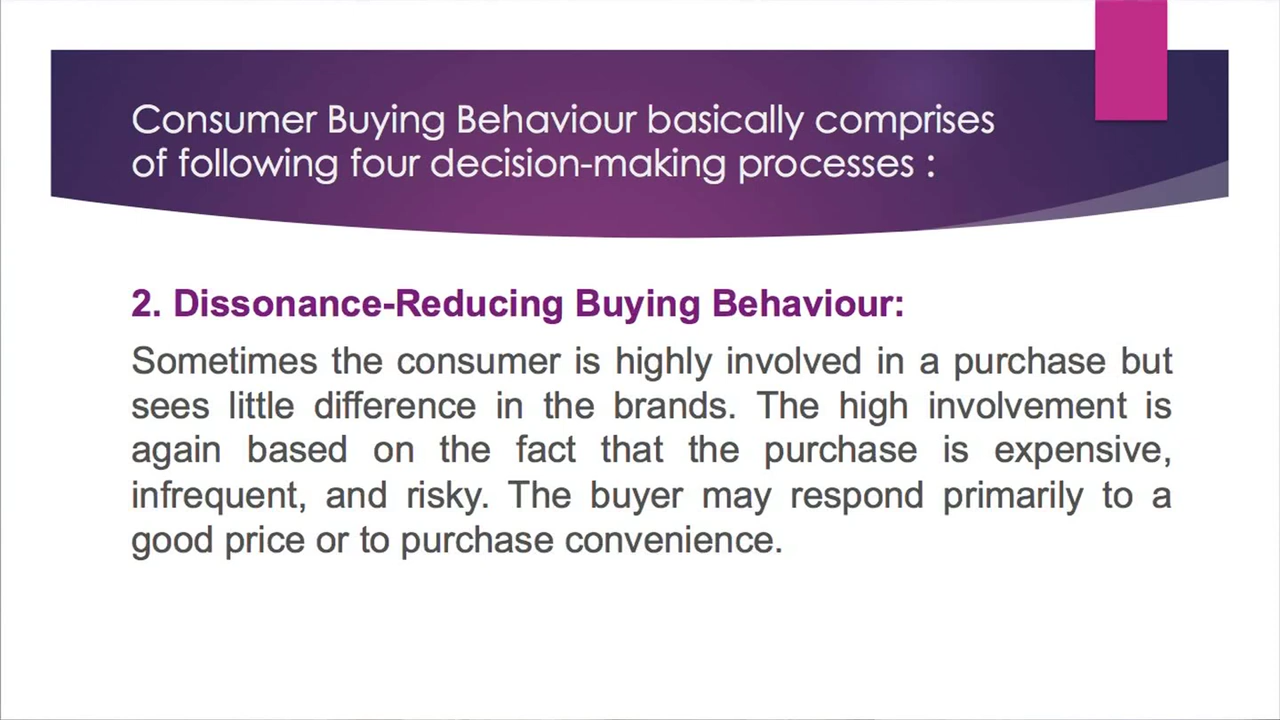 Consumer Buying Behaviour basically comprises
of following four decision-making processes :
2. Dissonance-Reducing Buying Behaviour:
Sometimes the consumer is highly involved in a purchase but
sees little difference in the brands. The high involvement is
again based on the fact that the purchase is expensive,
infrequent, and risky. The buyer may respond primarily to a
good price or to purchase convenience.